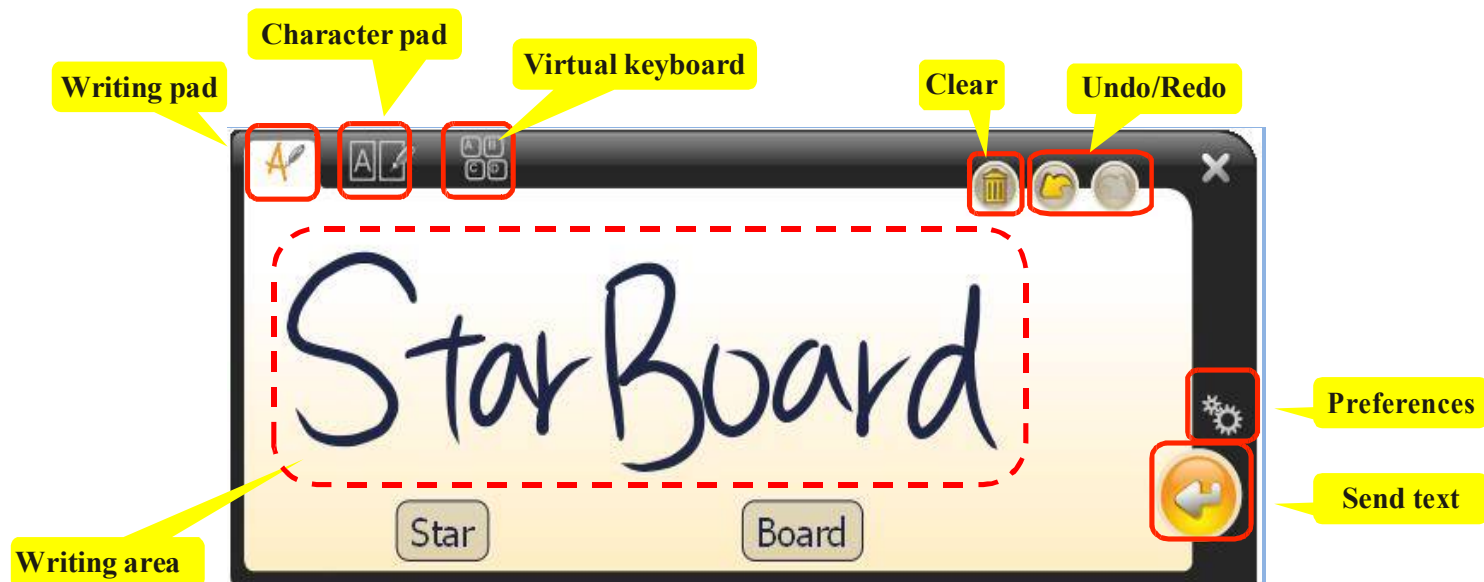 Character pad
Writing pad
Virtual keyboard
Clear
Undo/Redo
A
A
A B
C D
StarBoard
Preferences
Send text
Star
Board
Writing area